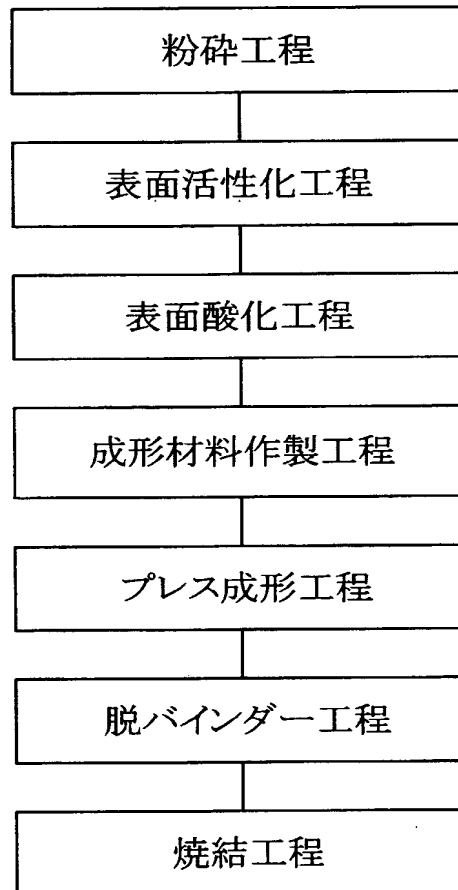 粉砕工程
表面活性化工程
表面酸化工程
成形材料作製工程
プレス成形工程
脱バインダー工程
焼結工程